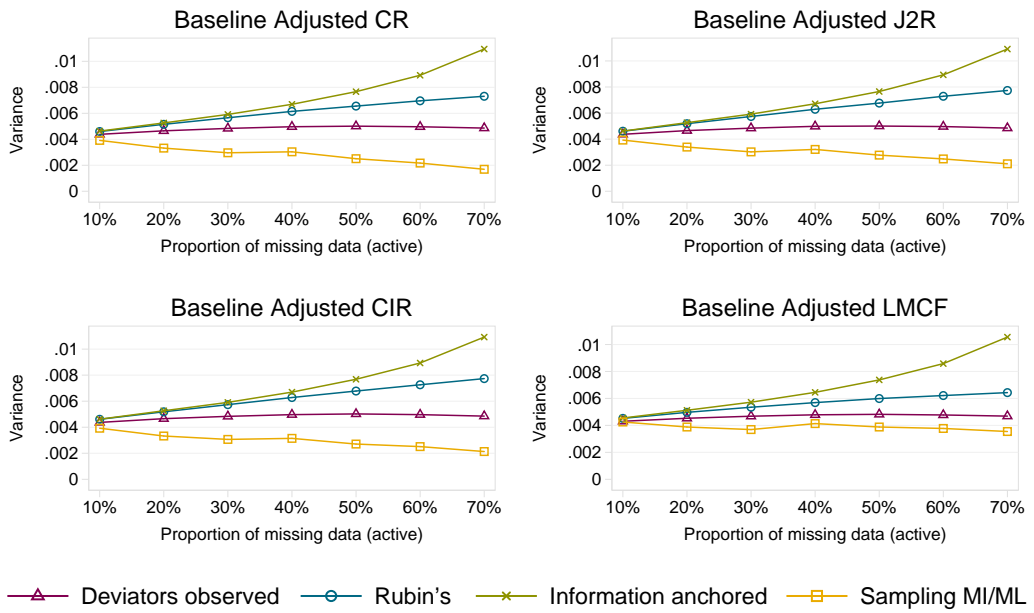 Baseline Adjusted CR
Variance
.01
.008
.006
.004
.002
0
10% 20% 30% 40% 50% 60% 70%
Proportion of missing data (active)
Baseline Adjusted J2R
Variance
.01
.008
.006
.004
.002
0
10% 20% 30% 40% 50% 60% 70%
Proportion of missing data (active)
Baseline Adjusted CIR
Variance
.01
.008
.006
.004
.002
0
10% 20% 30% 40% 50% 60% 70%
Proportion of missing data (active)
Baseline Adjusted LMCF
Variance
.01
.008
.006
.004
.002
0
10% 20% 30% 40% 50% 60% 70%
Proportion of missing data (active)
Deviators observed Rubin's Information anchored Sampling MI/ML